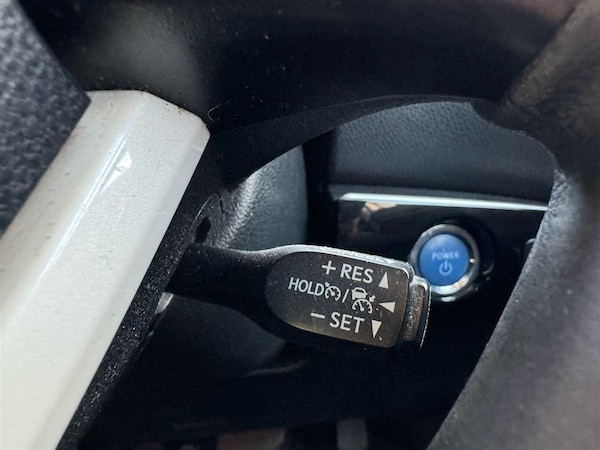 + RES ▲
HOLD / ◀
− SET ▼
POWER